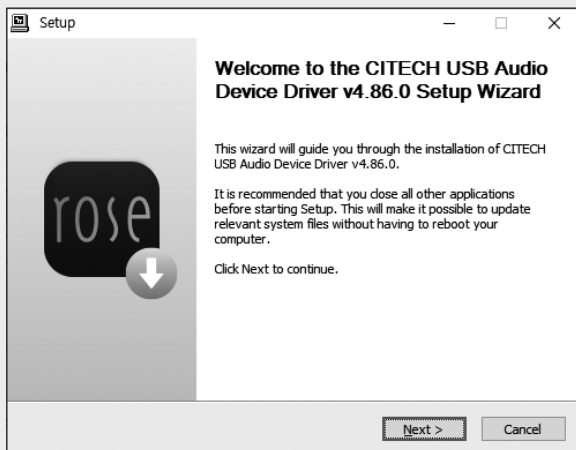 Setup
Welcome to the CITECH USB Audio
Device Driver v4.86.0 Setup Wizard
This wizard will guide you through the installation of CITECH
USB Audio Device Driver v4.86.0.
It is recommended that you close all other applications
before starting Setup. This will make it possible to update
relevant system files without having to reboot your
computer.
Click Next to continue.
rose
Next >
Cancel